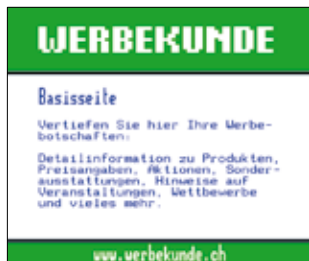 WERBEKUNDE
Basisseite
Vertiefen Sie hier Ihre Werbe-
botschaften:
Detailinformation zu Produkten,
Preisangaben, Aktionen, Sonder-
ausstattungen, Hinweise auf
Veranstaltungen, Wettbewerbe
und vieles mehr.
www.werbekunde.ch